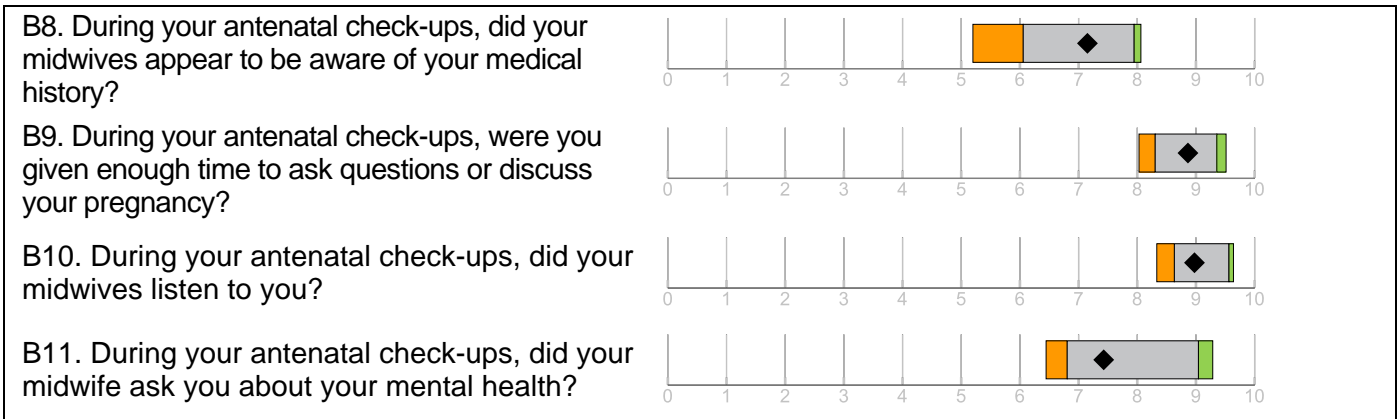 B8. During your antenatal check-ups, did your
midwives appear to be aware of your medical
history?
0 1 2 3 4 5 6 7 8 9 10
B9. During your antenatal check-ups, were you
given enough time to ask questions or discuss
your pregnancy?
0 1 2 3 4 5 6 7 8 9 10
B10. During your antenatal check-ups, did your
midwives listen to you?
0 1 2 3 4 5 6 7 8 9 10
B11. During your antenatal check-ups, did your
midwife ask you about your mental health?
0 1 2 3 4 5 6 7 8 9 10